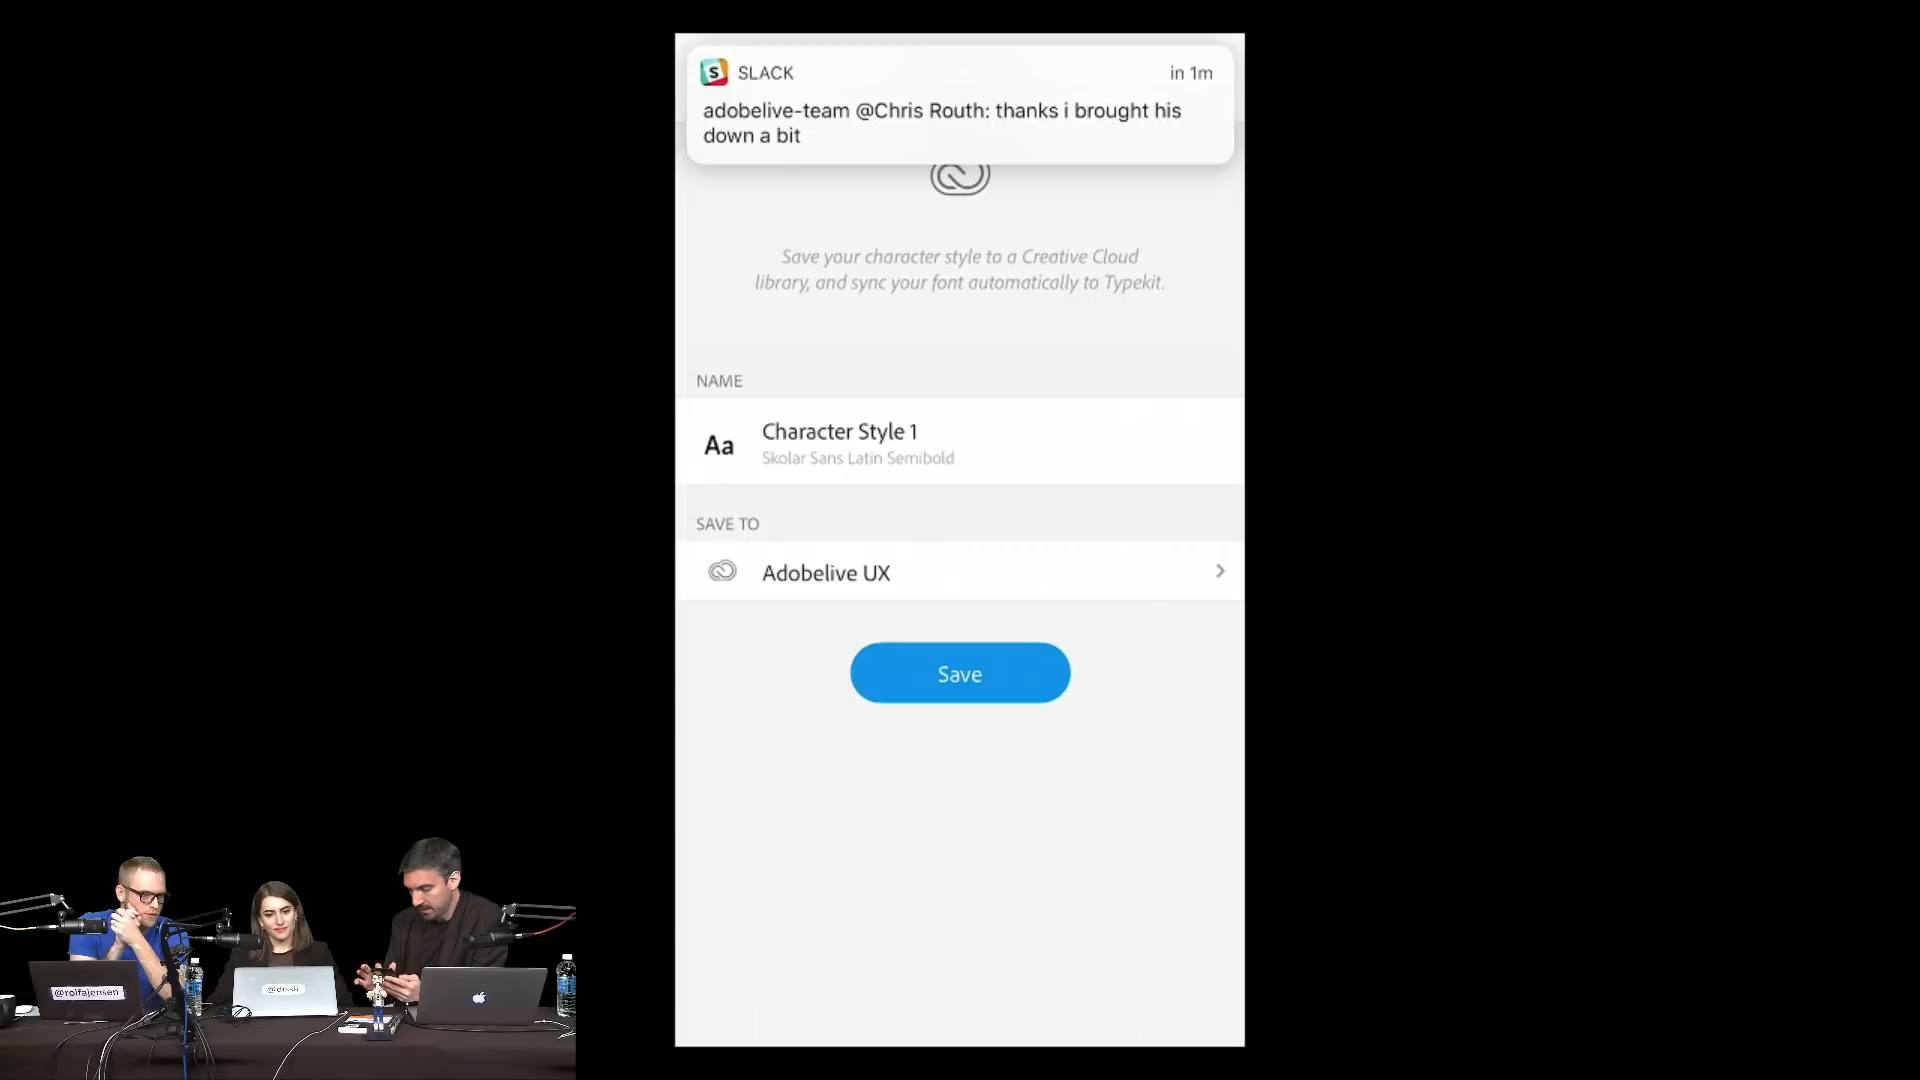 S SLACK in 1m
adobelive-team @Chris Routh: thanks i brought his
down a bit
Save your character style to a Creative Cloud
library, and sync your font automatically to Typekit.
NAME
Aa Character Style 1
Skolar Sans Latin Semibold
SAVE TO
Adobelive UX
Save
@rolfajensen